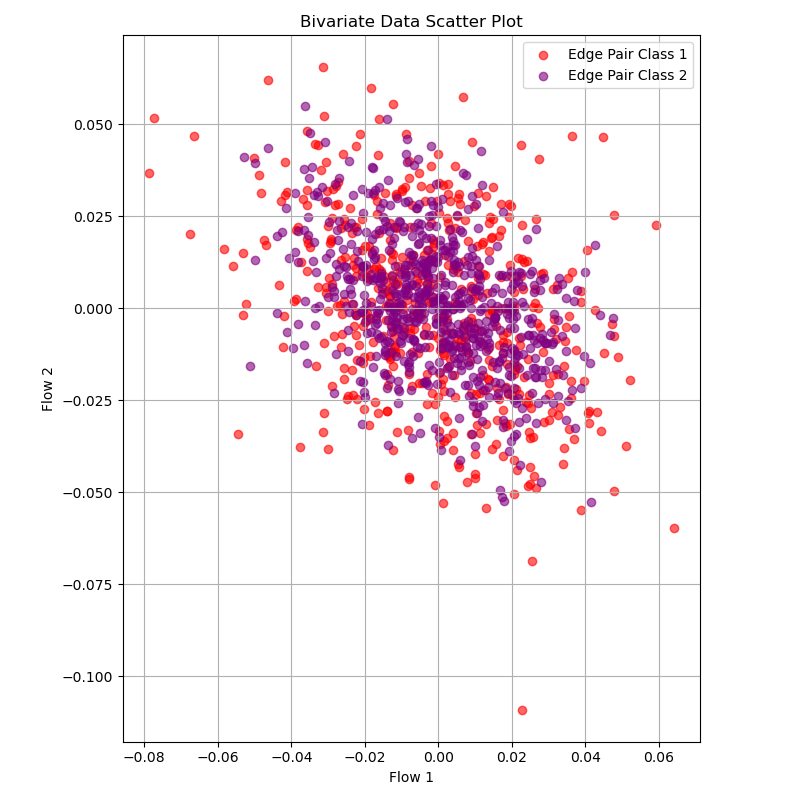 Bivariate Data Scatter Plot
Edge Pair Class 1
Edge Pair Class 2
0.050
0.025
0.000
−0.025
−0.050
−0.075
−0.100
Flow 2
−0.08 −0.06 −0.04 −0.02 0.00 0.02 0.04 0.06
Flow 1